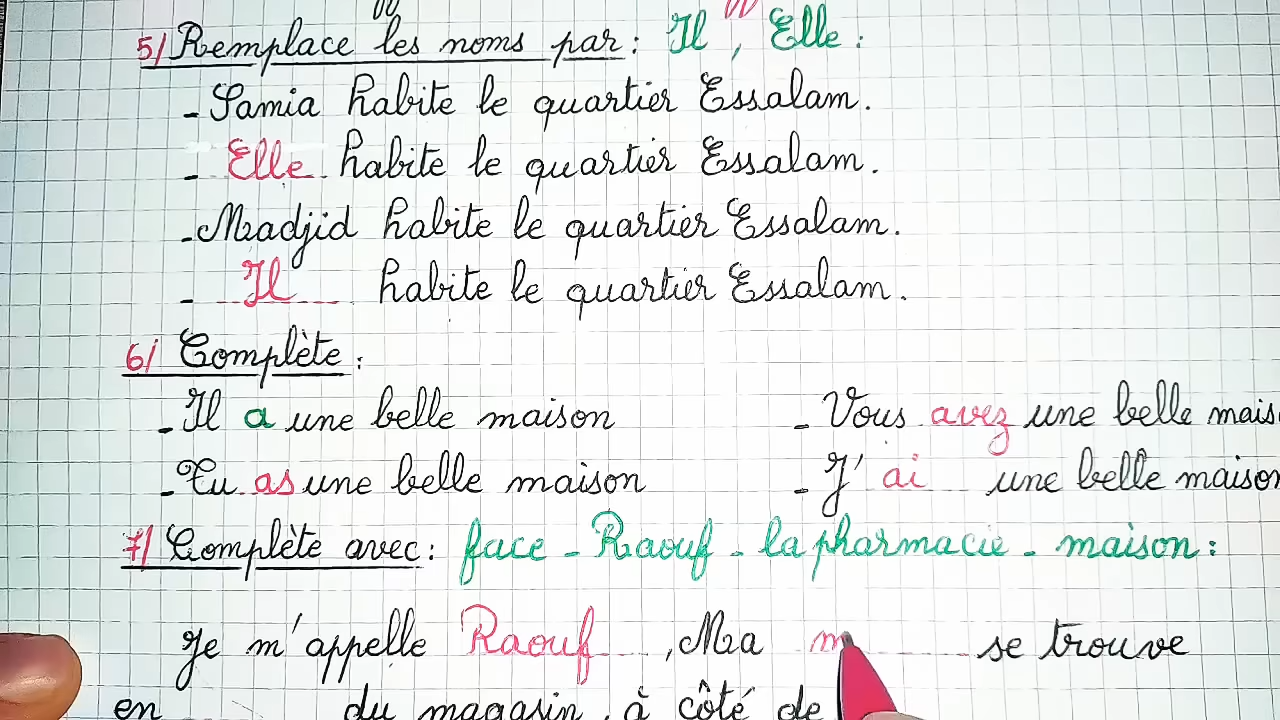 5/ Remplace les noms par : Il , Elle :
- Samia habite le quartier Essalam.
- Elle habite le quartier Essalam.
- Madjid habite le quartier Essalam.
- Il habite le quartier Essalam.
6/ Complète :
- Il a une belle maison - Vous avez une belle mais
- Tu as une belle maison - J' ai une belle maison
7/ Complète avec : face - Raouf - la pharmacie - maison :
Je m'appelle Raouf , Ma m se trouve
en du magasin , à côté de